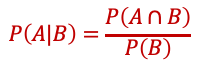 P(A|B) = P(A ∩ B) / P(B)